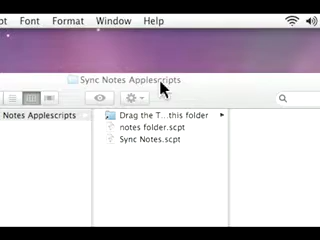 pt Font Format Window Help
Sync Notes Applescripts
Notes Applescripts
Drag the T...this folder
notes folder.scpt
Sync Notes.scpt